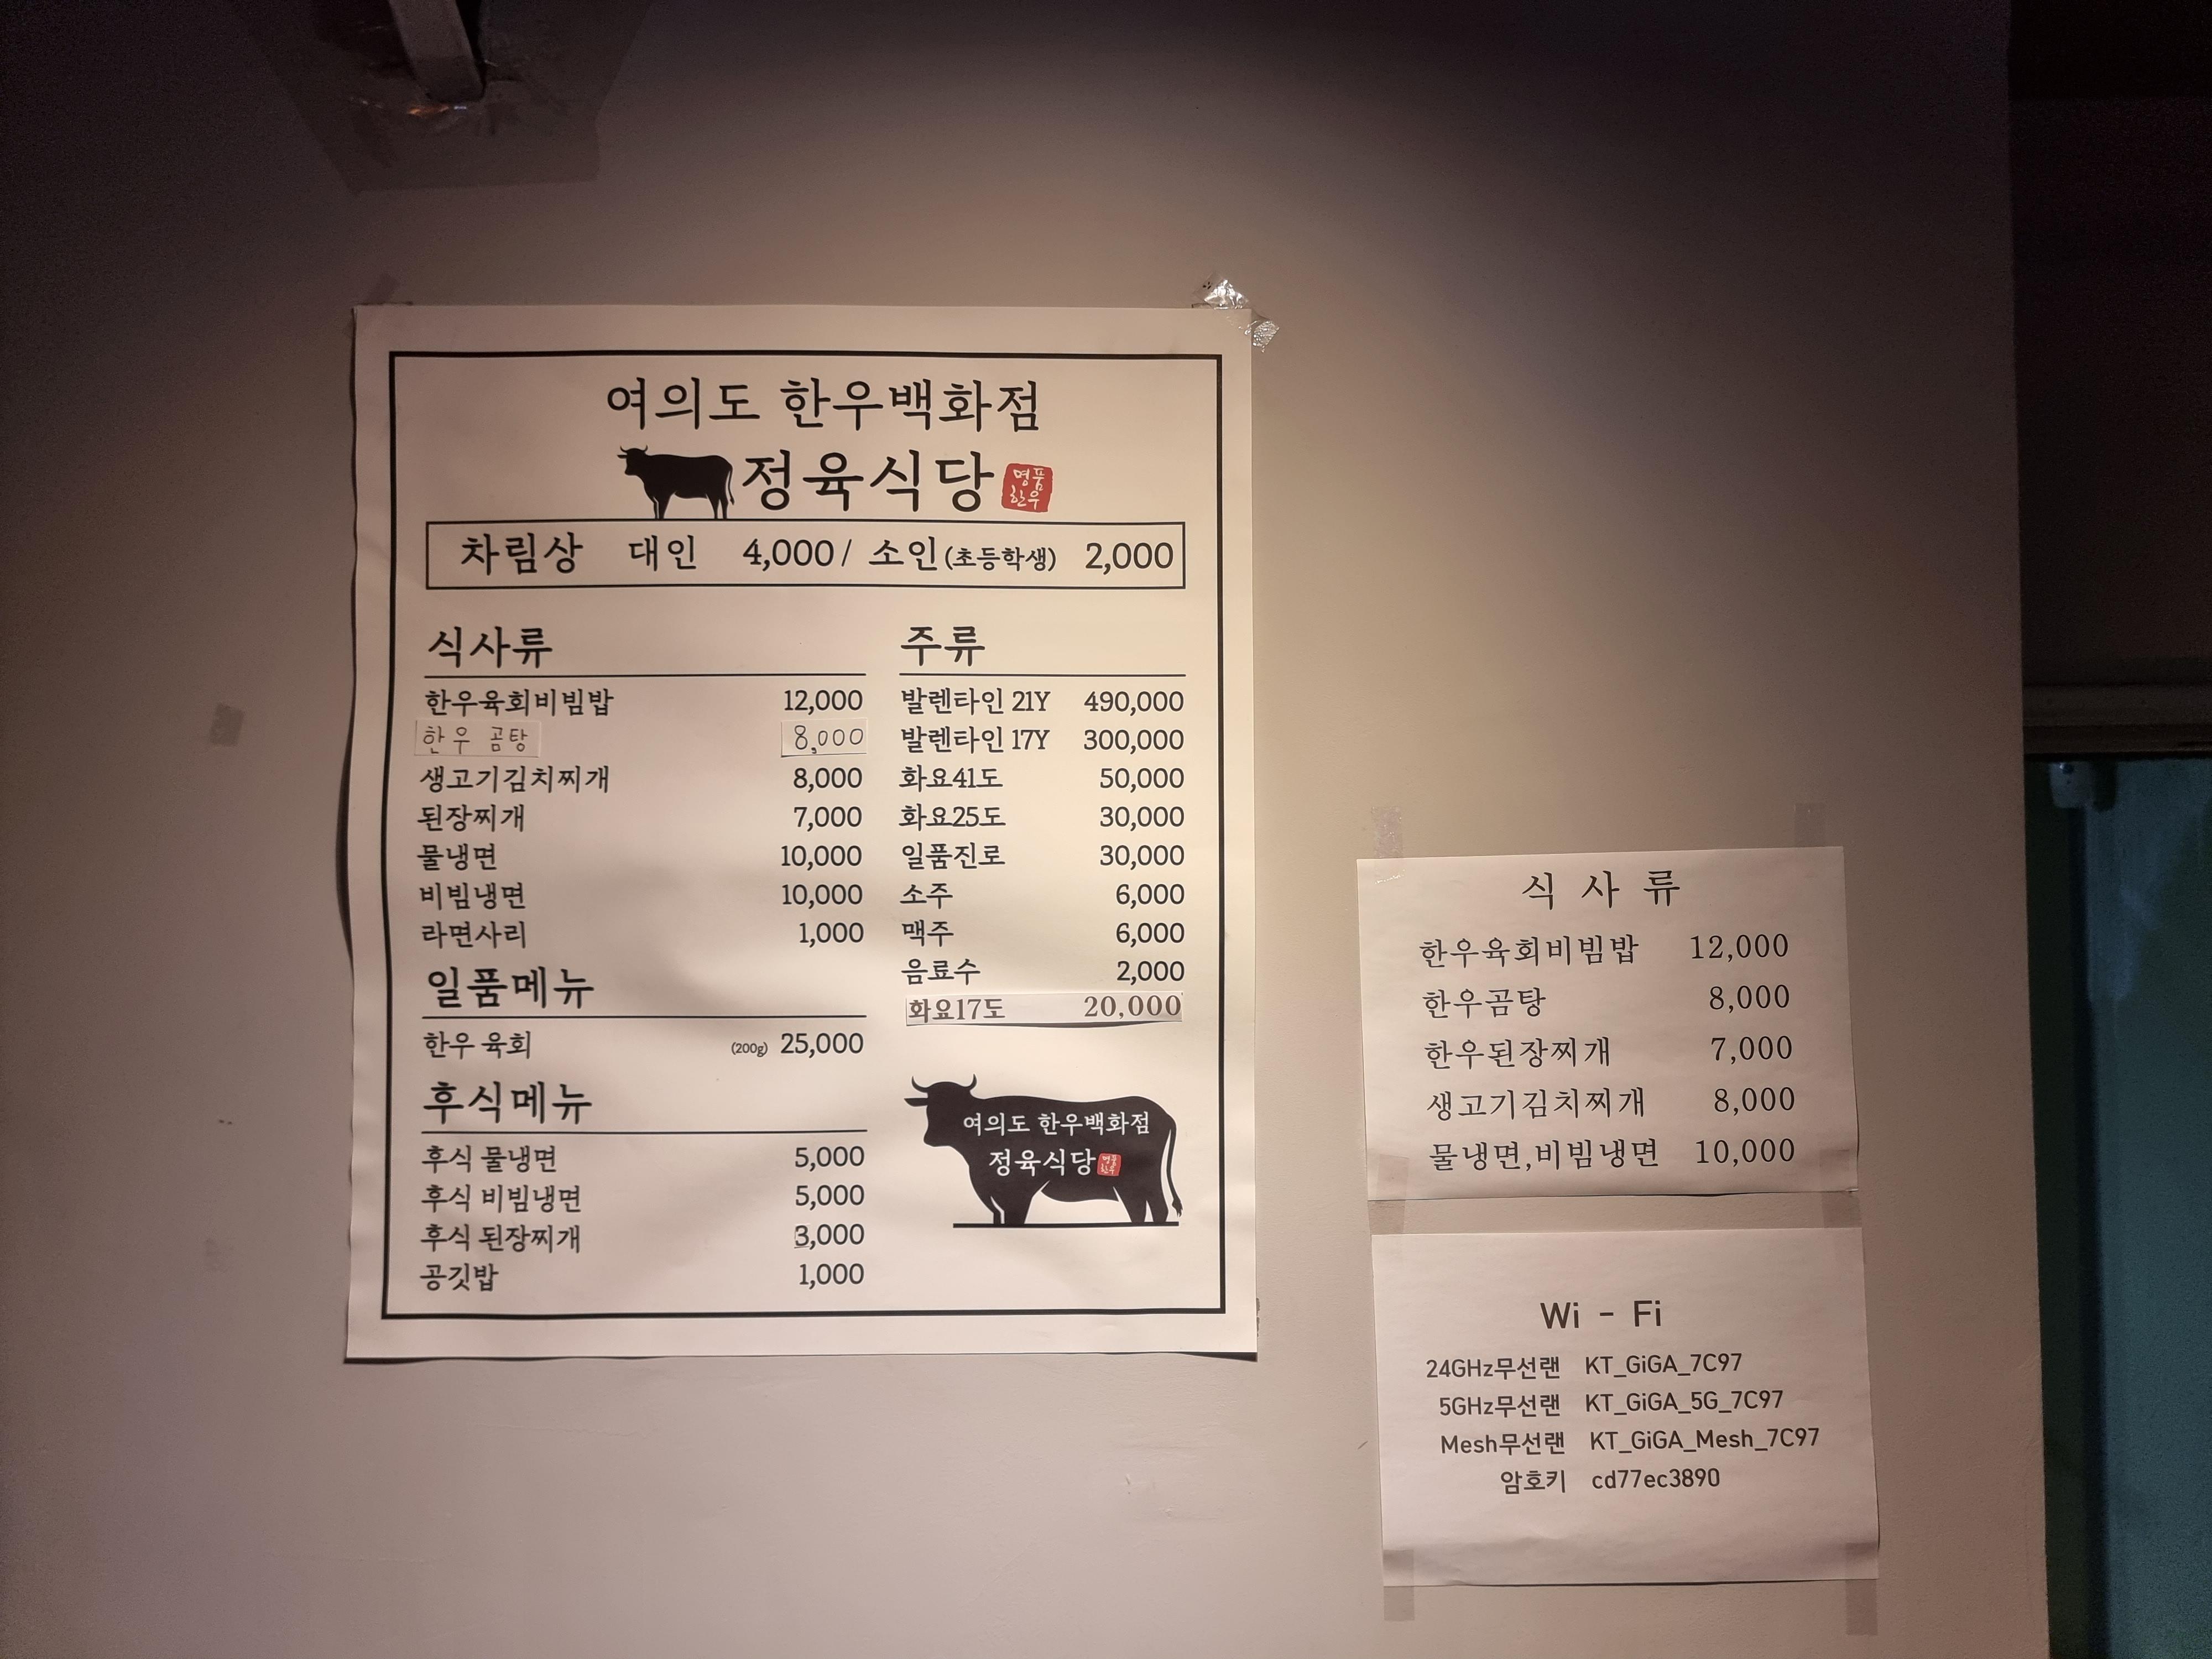 여의도 한우백화점
정육식당 명품한우
차림상 대인 4,000/ 소인(초등학생) 2,000
식사류
한우육회비빔밥 12,000
한우 곰탕 8,000
생고기김치찌개 8,000
된장찌개 7,000
물냉면 10,000
비빔냉면 10,000
라면사리 1,000
일품메뉴
한우 육회 (200g) 25,000
후식메뉴
후식 물냉면 5,000
후식 비빔냉면 5,000
후식 된장찌개 3,000
공깃밥 1,000
주류
발렌타인 21Y 490,000
발렌타인 17Y 300,000
화요41도 50,000
화요25도 30,000
일품진로 30,000
소주 6,000
맥주 6,000
음료수 2,000
화요17도 20,000
여의도 한우백화점
정육식당 명품한우
식 사 류
한우육회비빔밥 12,000
한우곰탕 8,000
한우된장찌개 7,000
생고기김치찌개 8,000
물냉면,비빔냉면 10,000
Wi - Fi
24GHz무선랜 KT_GiGA_7C97
5GHz무선랜 KT_GiGA_5G_7C97
Mesh무선랜 KT_GiGA_Mesh_7C97
암호키 cd77ec3890